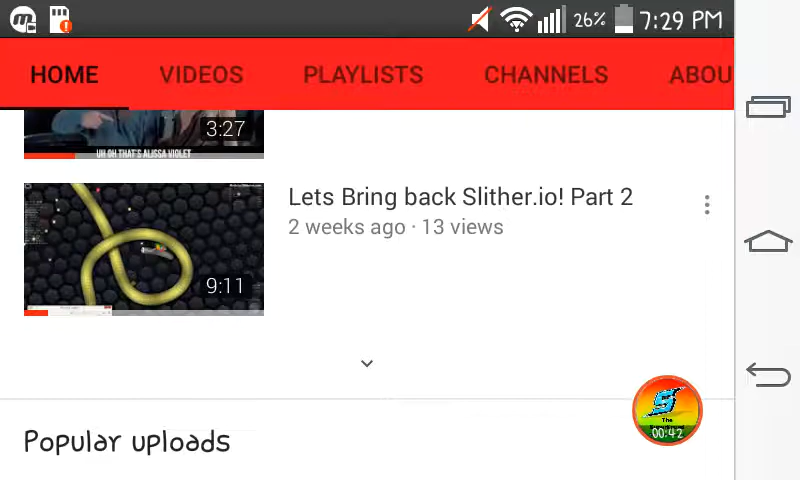 26% 7:29 PM
HOME VIDEOS PLAYLISTS CHANNELS ABOU
3:27
UH OH THAT'S ALISSA VIOLET
Lets Bring back Slither.io! Part 2
2 weeks ago · 13 views
9:11
Popular uploads
The
00:42